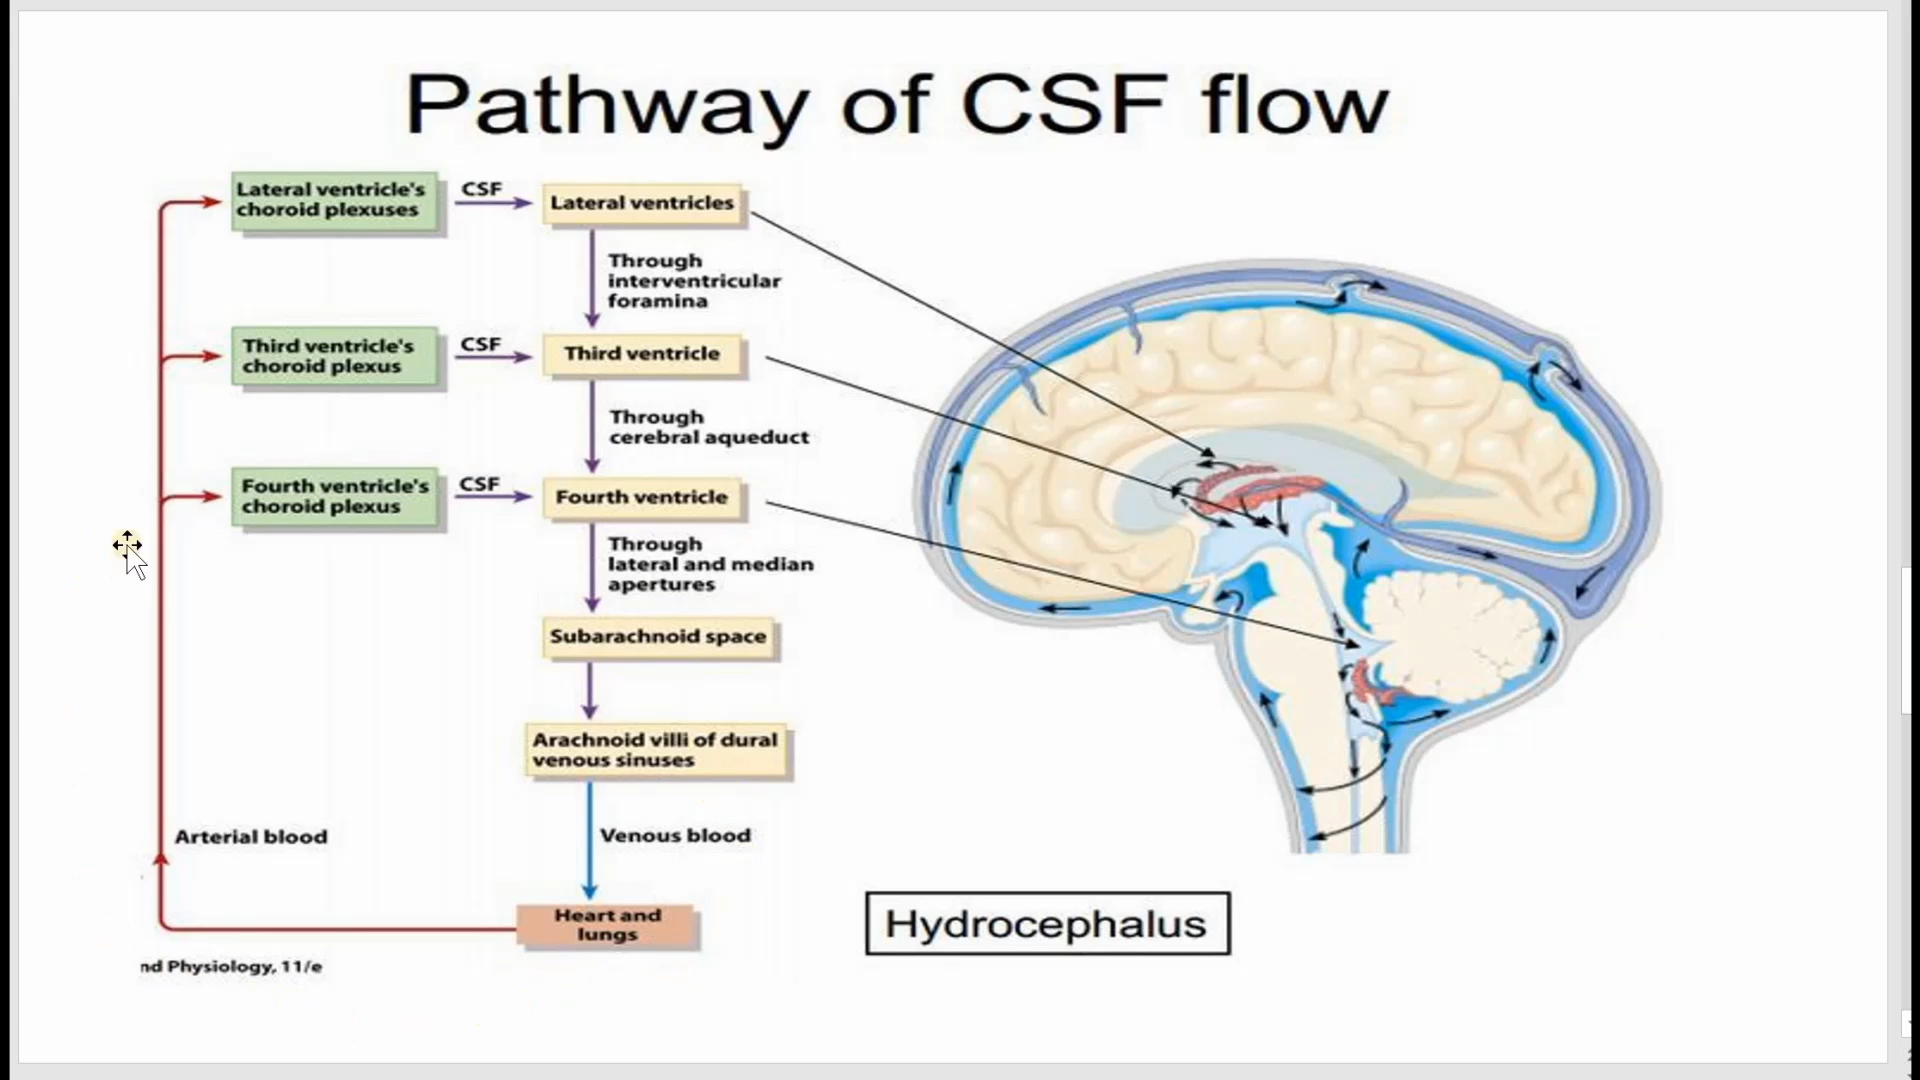 Pathway of CSF flow
Lateral ventricle's
choroid plexuses
CSF
Lateral ventricles
Through
interventricular
foramina
Third ventricle's
choroid plexus
CSF
Third ventricle
Through
cerebral aqueduct
Fourth ventricle's
choroid plexus
CSF
Fourth ventricle
Through
lateral and median
apertures
Subarachnoid space
Arachnoid villi of dural
venous sinuses
Arterial blood
Venous blood
Heart and
lungs
Hydrocephalus
nd Physiology, 11/e